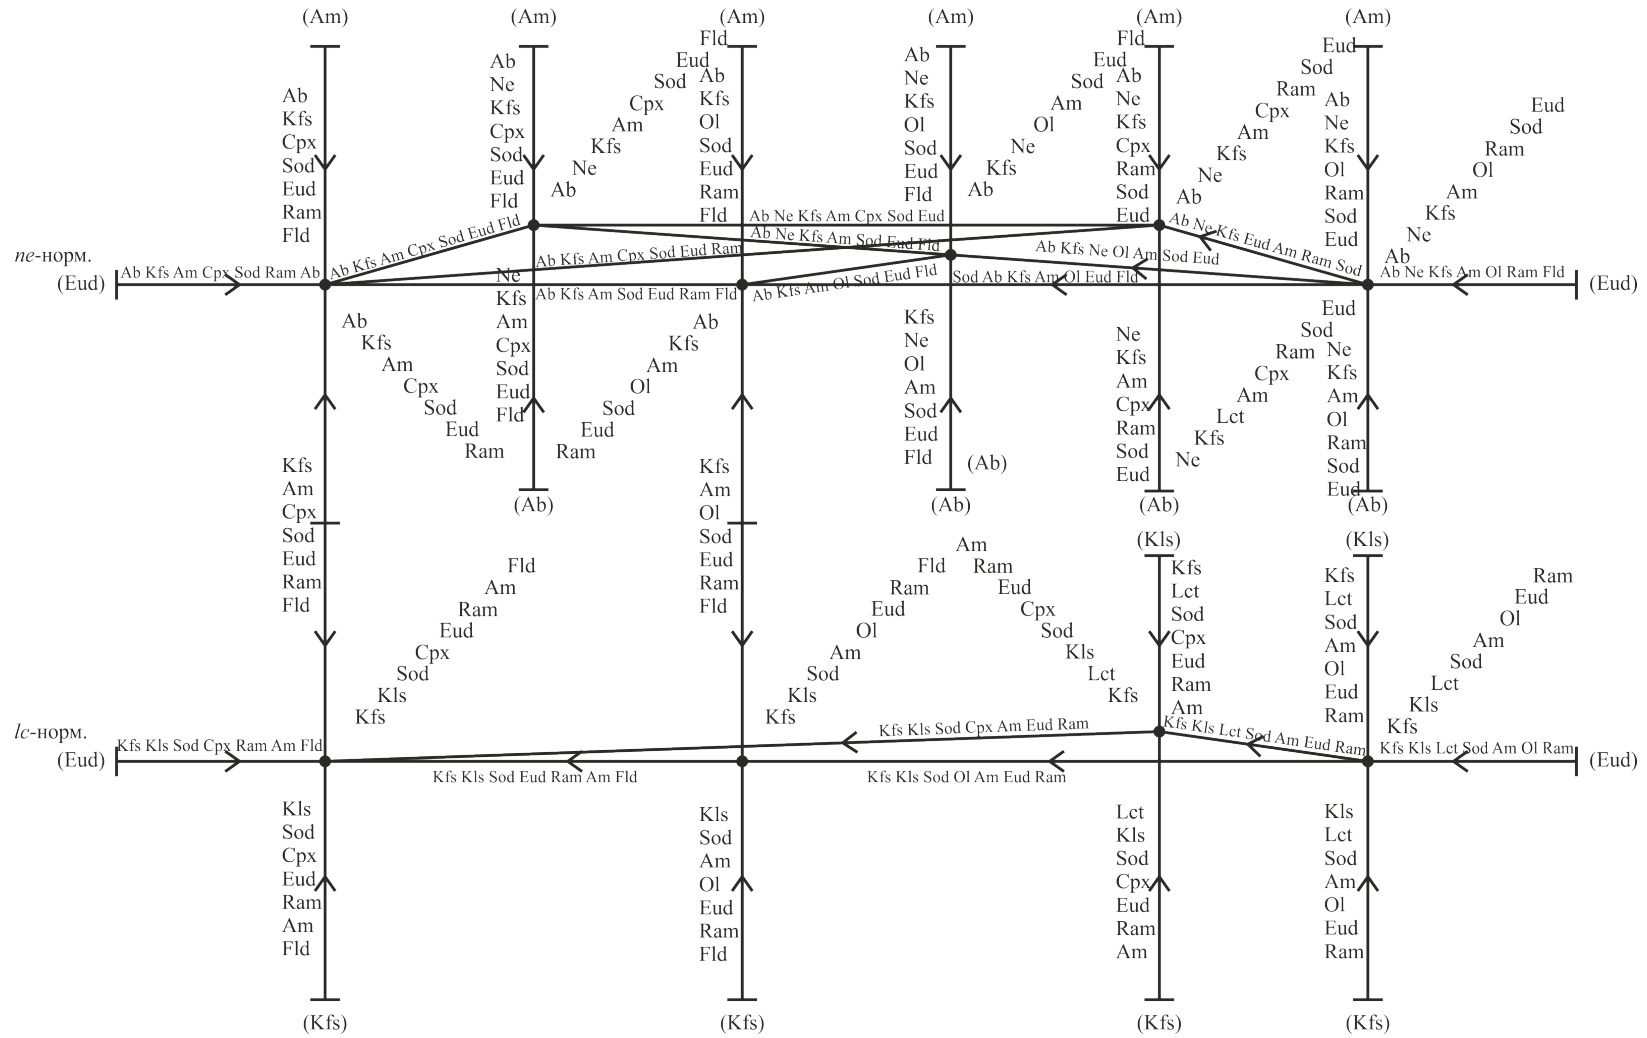 (Am) (Am) (Am) (Am) (Am) (Am)
Ab
Kfs
Cpx
Sod
Eud
Ram
Fld
Ab
Ne
Kfs
Cpx
Sod
Eud
Fld
Eud
Sod
Cpx
Am
Kfs
Ne
Ab
Fld
Ab
Kfs
Ol
Sod
Eud
Ram
Fld
Ab
Ne
Kfs
Ol
Sod
Eud
Fld
Eud
Sod
Am
Ol
Ne
Kfs
Ab
Fld
Ab
Ne
Kfs
Cpx
Ram
Sod
Eud
Eud
Sod
Ram
Cpx
Am
Kfs
Ne
Ab
Ab
Ne
Kfs
Ol
Ram
Sod
Eud
Eud
Sod
Ram
Ol
Am
Kfs
Ne
Ab
Ab Kfs Am Cpx Sod Eud Fld
Ab Ne Kfs Am Cpx Sod Eud
Ab Ne Kfs Am Sod Eud Fld
Ab Kfs Am Cpx Sod Eud Ram
Ab Kfs Ne Ol Am Sod Eud
Ab Ne Kfs Eud Am Ram Sod
ne-норм.
(Eud)
Ab Kfs Am Cpx Sod Ram Ab
Ab Kfs Am Sod Eud Ram Fld
Ab Kfs Am Ol Sod Eud Fld
Sod Ab Kfs Am Ol Eud Fld
Ab Ne Kfs Am Ol Ram Fld
(Eud)
Ab
Kfs
Am
Cpx
Sod
Eud
Ram
Ne
Kfs
Am
Cpx
Sod
Eud
Fld
Ab
Kfs
Am
Ol
Sod
Eud
Ram
Kfs
Ne
Ol
Am
Sod
Eud
Fld
Ne
Kfs
Am
Cpx
Ram
Sod
Eud
Eud
Sod
Ram
Cpx
Am
Lct
Kfs
Ne
Ne
Kfs
Am
Ol
Ram
Sod
Eud
(Ab) (Ab) (Ab) (Ab) (Ab)
Kfs
Am
Cpx
Sod
Eud
Ram
Fld
Fld
Am
Ram
Eud
Cpx
Sod
Kls
Kfs
Kfs
Am
Ol
Sod
Eud
Ram
Fld
Fld
Ram
Eud
Ol
Am
Sod
Kls
Kfs
Am
Ram
Eud
Cpx
Sod
Kls
Lct
Kfs
(Kls) (Kls)
Kfs
Lct
Sod
Cpx
Eud
Ram
Am
Kfs
Lct
Sod
Am
Ol
Eud
Ram
Ram
Eud
Ol
Am
Sod
Lct
Kls
Kfs
lc-норм.
(Eud)
Kfs Kls Sod Cpx Ram Am Fld
Kfs Kls Sod Cpx Am Eud Ram
Kfs Kls Lct Sod Am Eud Ram
Kfs Kls Lct Sod Am Ol Ram
(Eud)
Kfs Kls Sod Eud Ram Am Fld
Kfs Kls Sod Ol Am Eud Ram
Kls
Sod
Cpx
Eud
Ram
Am
Fld
Kls
Sod
Am
Ol
Eud
Ram
Fld
Lct
Kls
Sod
Cpx
Eud
Ram
Am
Kls
Lct
Sod
Am
Ol
Eud
Ram
(Kfs) (Kfs) (Kfs) (Kfs)